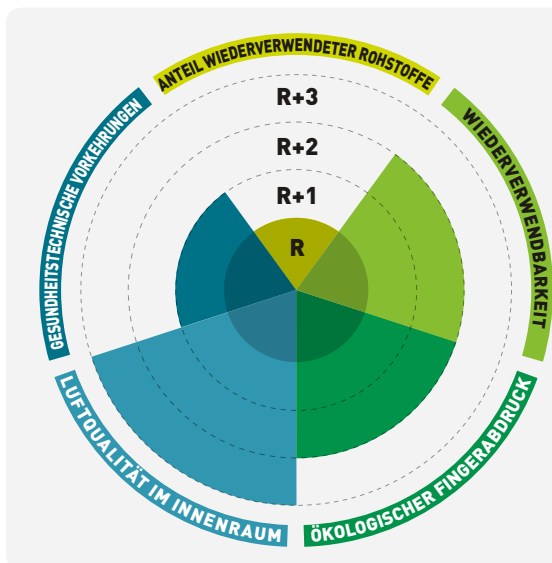 ANTEIL WIEDERVERWENDETER ROHSTOFFE
WIEDERVERWENDBARKEIT
ÖKOLOGISCHER FINGERABDRUCK
LUFTQUALITÄT IM INNENRAUM
GESUNDHEITSTECHNISCHE VORKEHRUNGEN
R+3
R+2
R+1
R